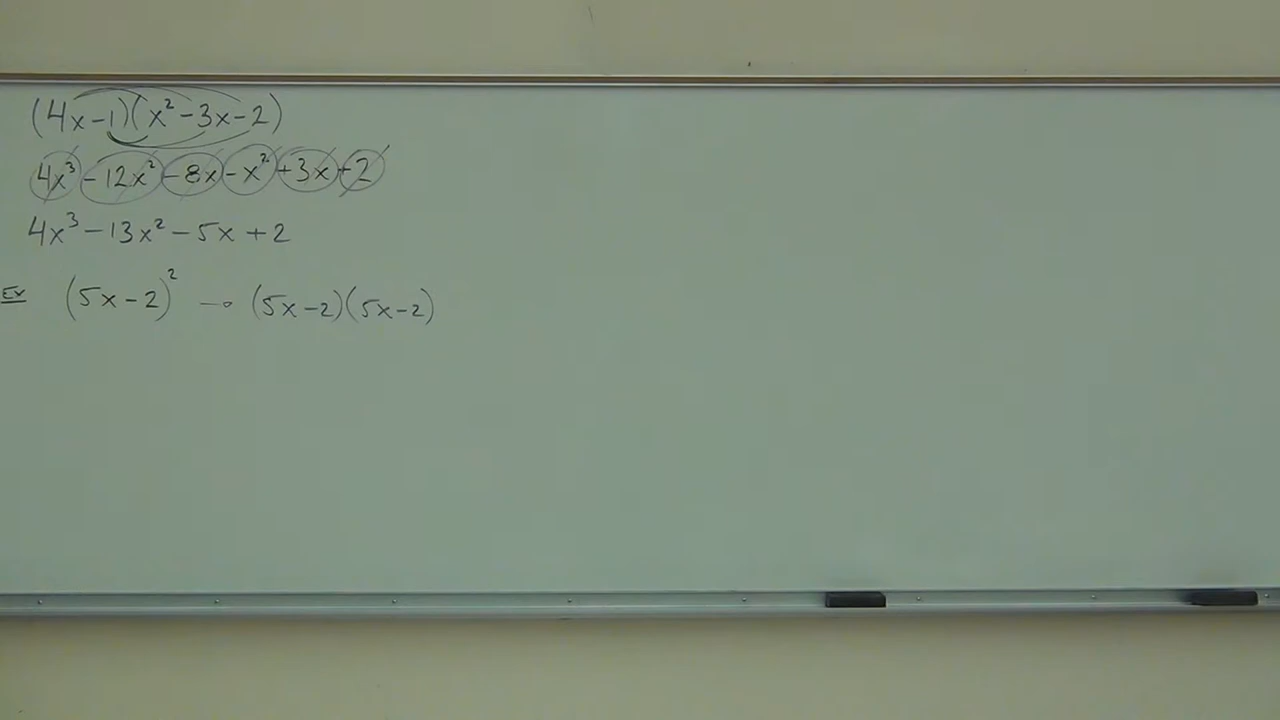 (4x-1)(x²-3x-2)
4x³-12x²-8x-x²+3x+2
4x³-13x²-5x+2
Ex (5x-2)² → (5x-2)(5x-2)